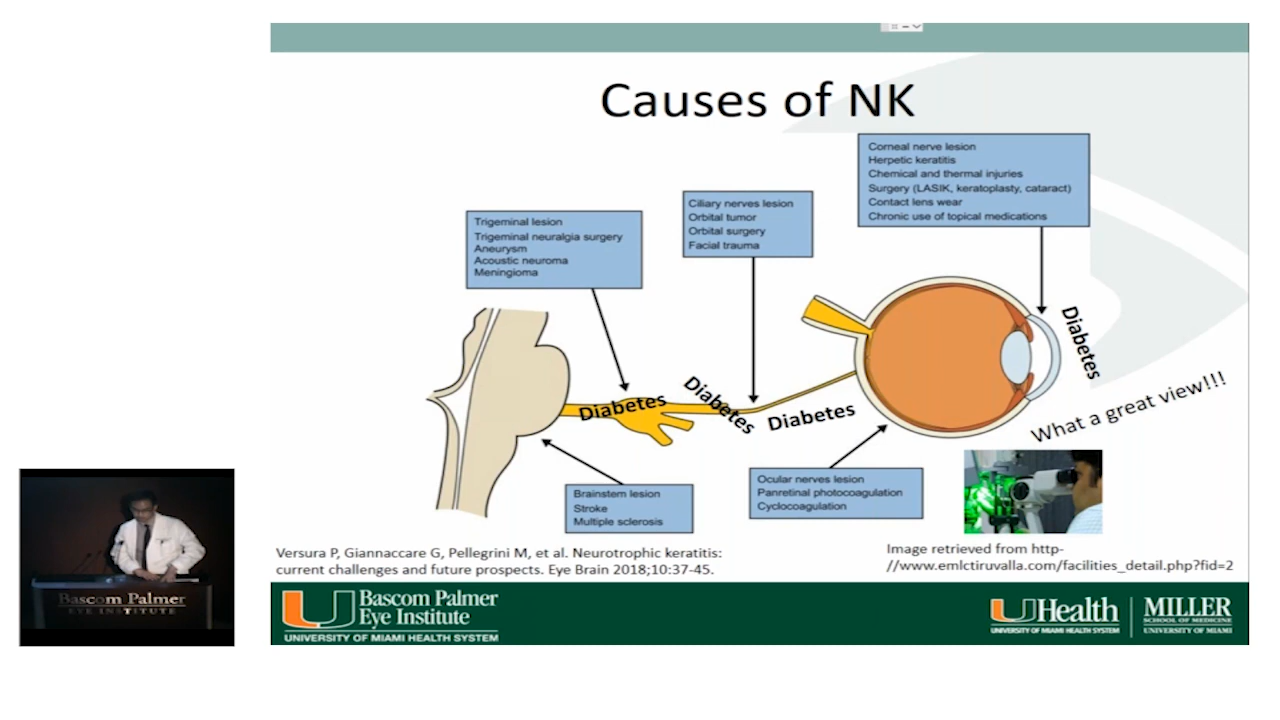 Causes of NK
Corneal nerve lesion
Herpetic keratitis
Chemical and thermal injuries
Surgery (LASIK, keratoplasty, cataract)
Contact lens wear
Chronic use of topical medications
Ciliary nerves lesion
Orbital tumor
Orbital surgery
Facial trauma
Trigeminal lesion
Trigeminal neuralgia surgery
Aneurysm
Acoustic neuroma
Meningioma
Diabetes
Diabetes
Diabetes
Diabetes
What a great view!!!
Brainstem lesion
Stroke
Multiple sclerosis
Ocular nerves lesion
Panretinal photocoagulation
Cyclocoagulation
Versura P, Giannaccare G, Pellegrini M, et al. Neurotrophic keratitis:
current challenges and future prospects. Eye Brain 2018;10:37-45.
Image retrieved from http-
//www.emlctiruvalla.com/facilities_detail.php?fid=2
Bascom Palmer
EYE INSTITUTE
Bascom Palmer
Eye Institute
UNIVERSITY OF MIAMI HEALTH SYSTEM
UHealth
UNIVERSITY OF MIAMI HEALTH SYSTEM
MILLER
SCHOOL OF MEDICINE
UNIVERSITY OF MIAMI